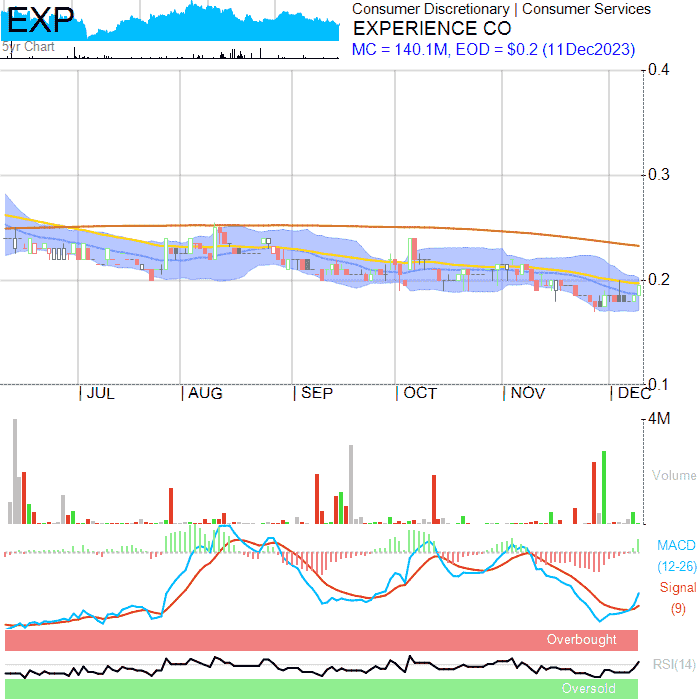 EXP
5yr Chart
Consumer Discretionary | Consumer Services
EXPERIENCE CO
MC = 140.1M, EOD = $0.2 (11Dec2023)
0.4
0.3
0.2
0.1
JUL AUG SEP OCT NOV DEC
4M
Volume
MACD
(12-26)
Signal
(9)
Overbought
RSI(14)
Oversold